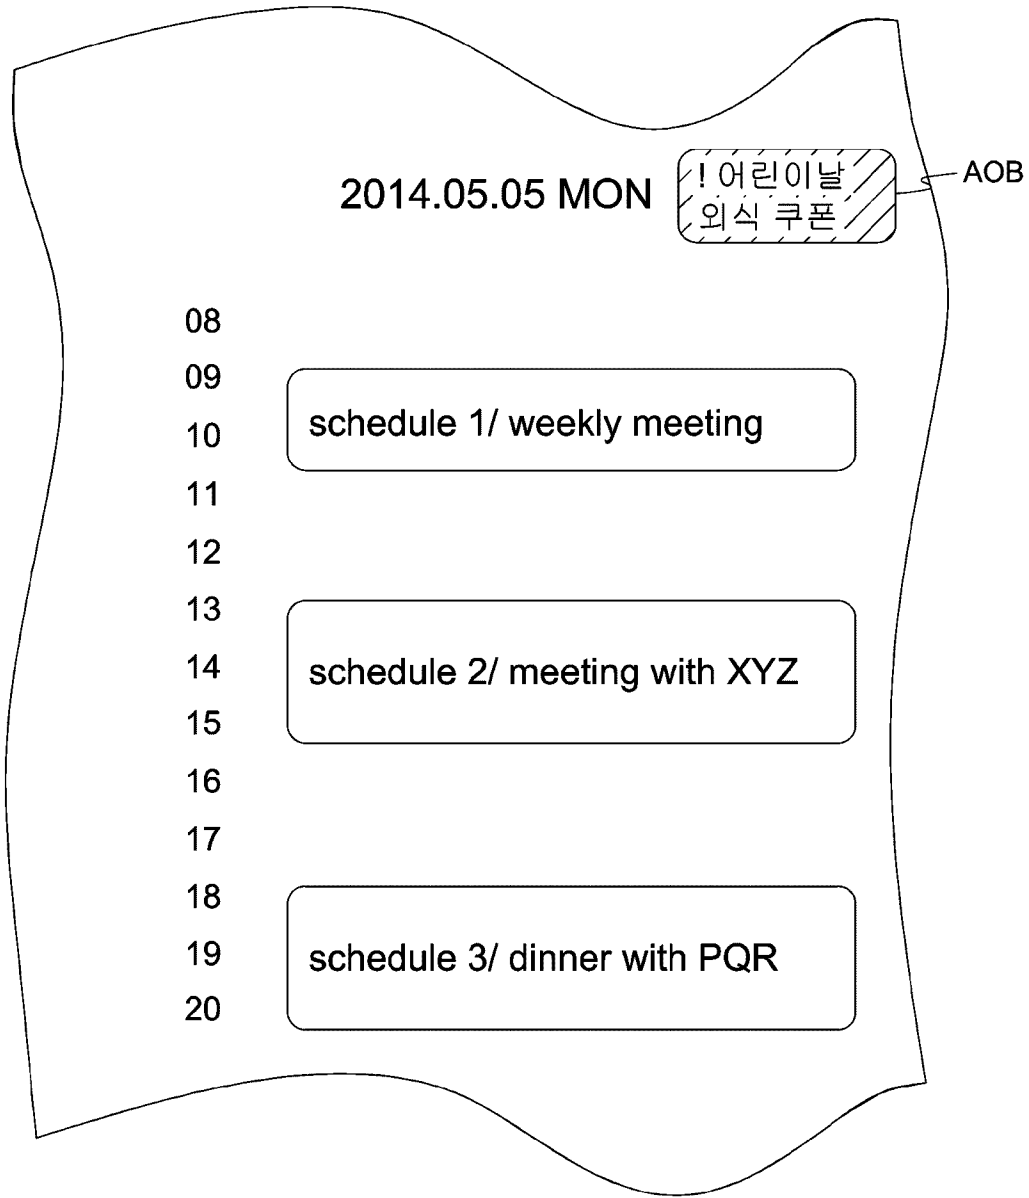 2014.05.05 MON
! 어린이날
외식 쿠폰
AOB
08
09
schedule 1/ weekly meeting
10
11
12
13
14
schedule 2/ meeting with XYZ
15
16
17
18
19
schedule 3/ dinner with PQR
20